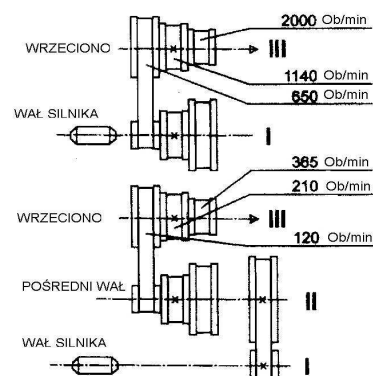 2000 Ob/min
WRZECIONO III
1140 Ob/min
650 Ob/min
WAŁ SILNIKA I
365 Ob/min
210 Ob/min
WRZECIONO III
120 Ob/min
POŚREDNI WAŁ II
WAŁ SILNIKA I